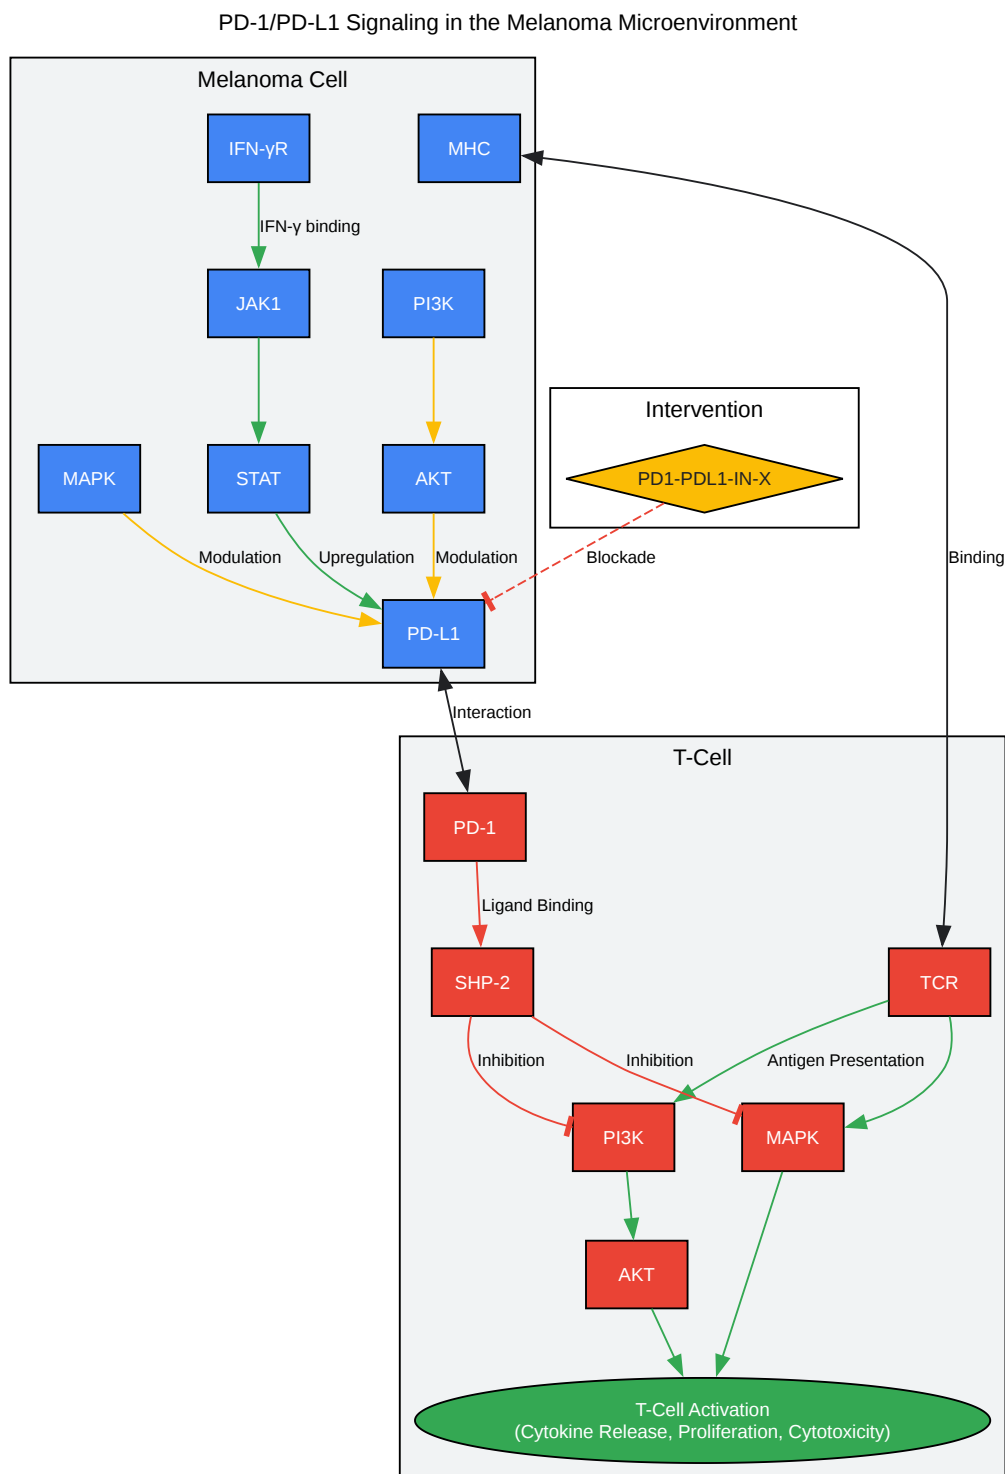 PD-1/PD-L1 Signaling in the Melanoma Microenvironment
Melanoma Cell
IFN-γR
MHC
IFN-γ binding
JAK1
PI3K
Intervention
MAPK
STAT
AKT
PD1-PDL1-IN-X
Modulation
Upregulation
Modulation
Blockade
Binding
PD-L1
Interaction
T-Cell
PD-1
Ligand Binding
SHP-2
TCR
Inhibition
Inhibition
Antigen Presentation
PI3K
MAPK
AKT
T-Cell Activation
(Cytokine Release, Proliferation, Cytotoxicity)